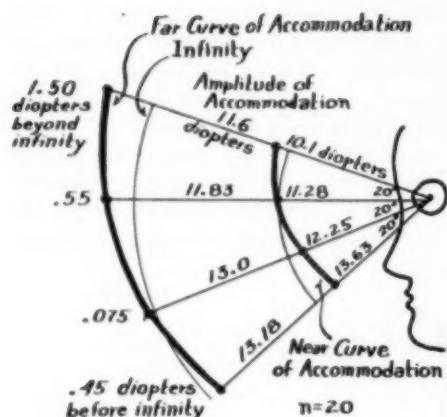 Far Curve of Accommodation
Infinity
1.50
diopters
beyond
infinity
Amplitude of
Accommodation
11.6
diopters
10.1 diopters
20°
.55
11.83
11.28
20°
12.25
20°
13.63
13.0
.075
13.18
Near Curve
of
Accommodation
.45 diopters
before infinity
n=20